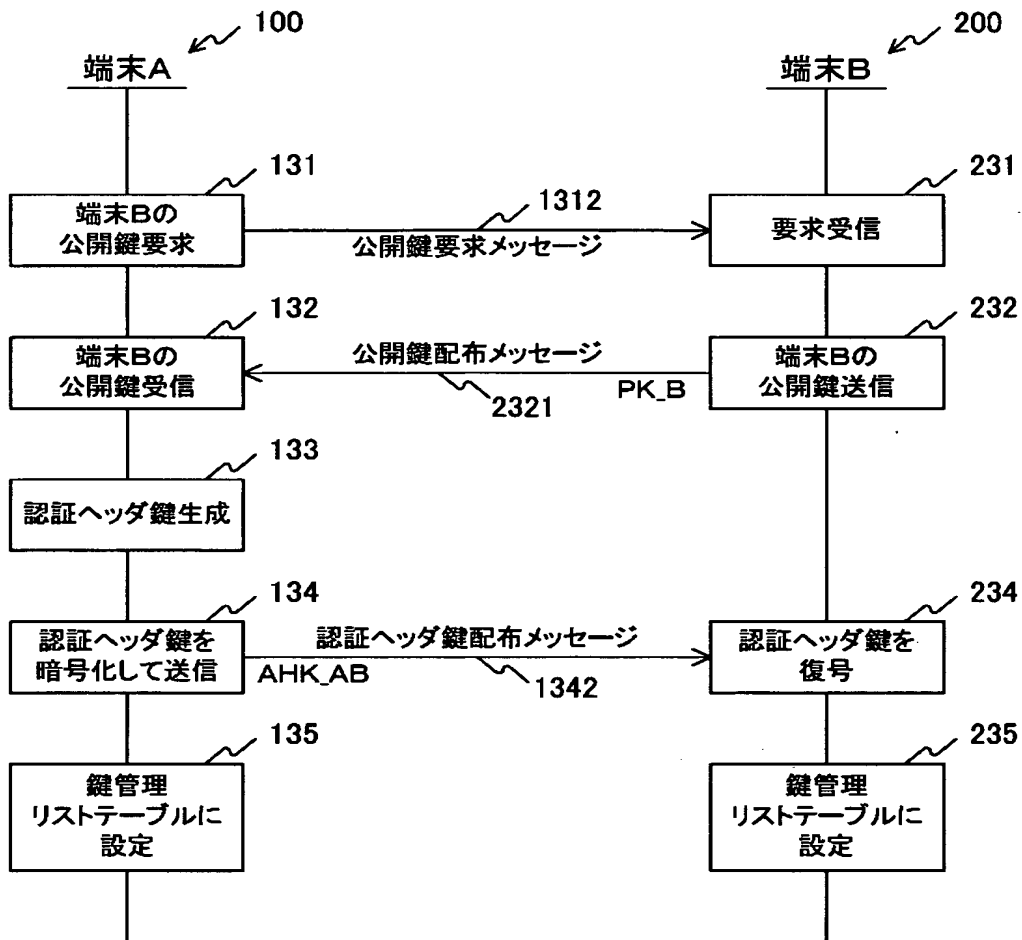 100
200
端末A
端末B
131
231
端末Bの
公開鍵要求
1312
公開鍵要求メッセージ
要求受信
132
232
端末Bの
公開鍵受信
公開鍵配布メッセージ
2321
PK_B
端末Bの
公開鍵送信
133
認証ヘッダ鍵生成
134
234
認証ヘッダ鍵を
暗号化して送信
認証ヘッダ鍵配布メッセージ
AHK_AB
1342
認証ヘッダ鍵を
復号
135
235
鍵管理
リストテーブルに
設定
鍵管理
リストテーブルに
設定